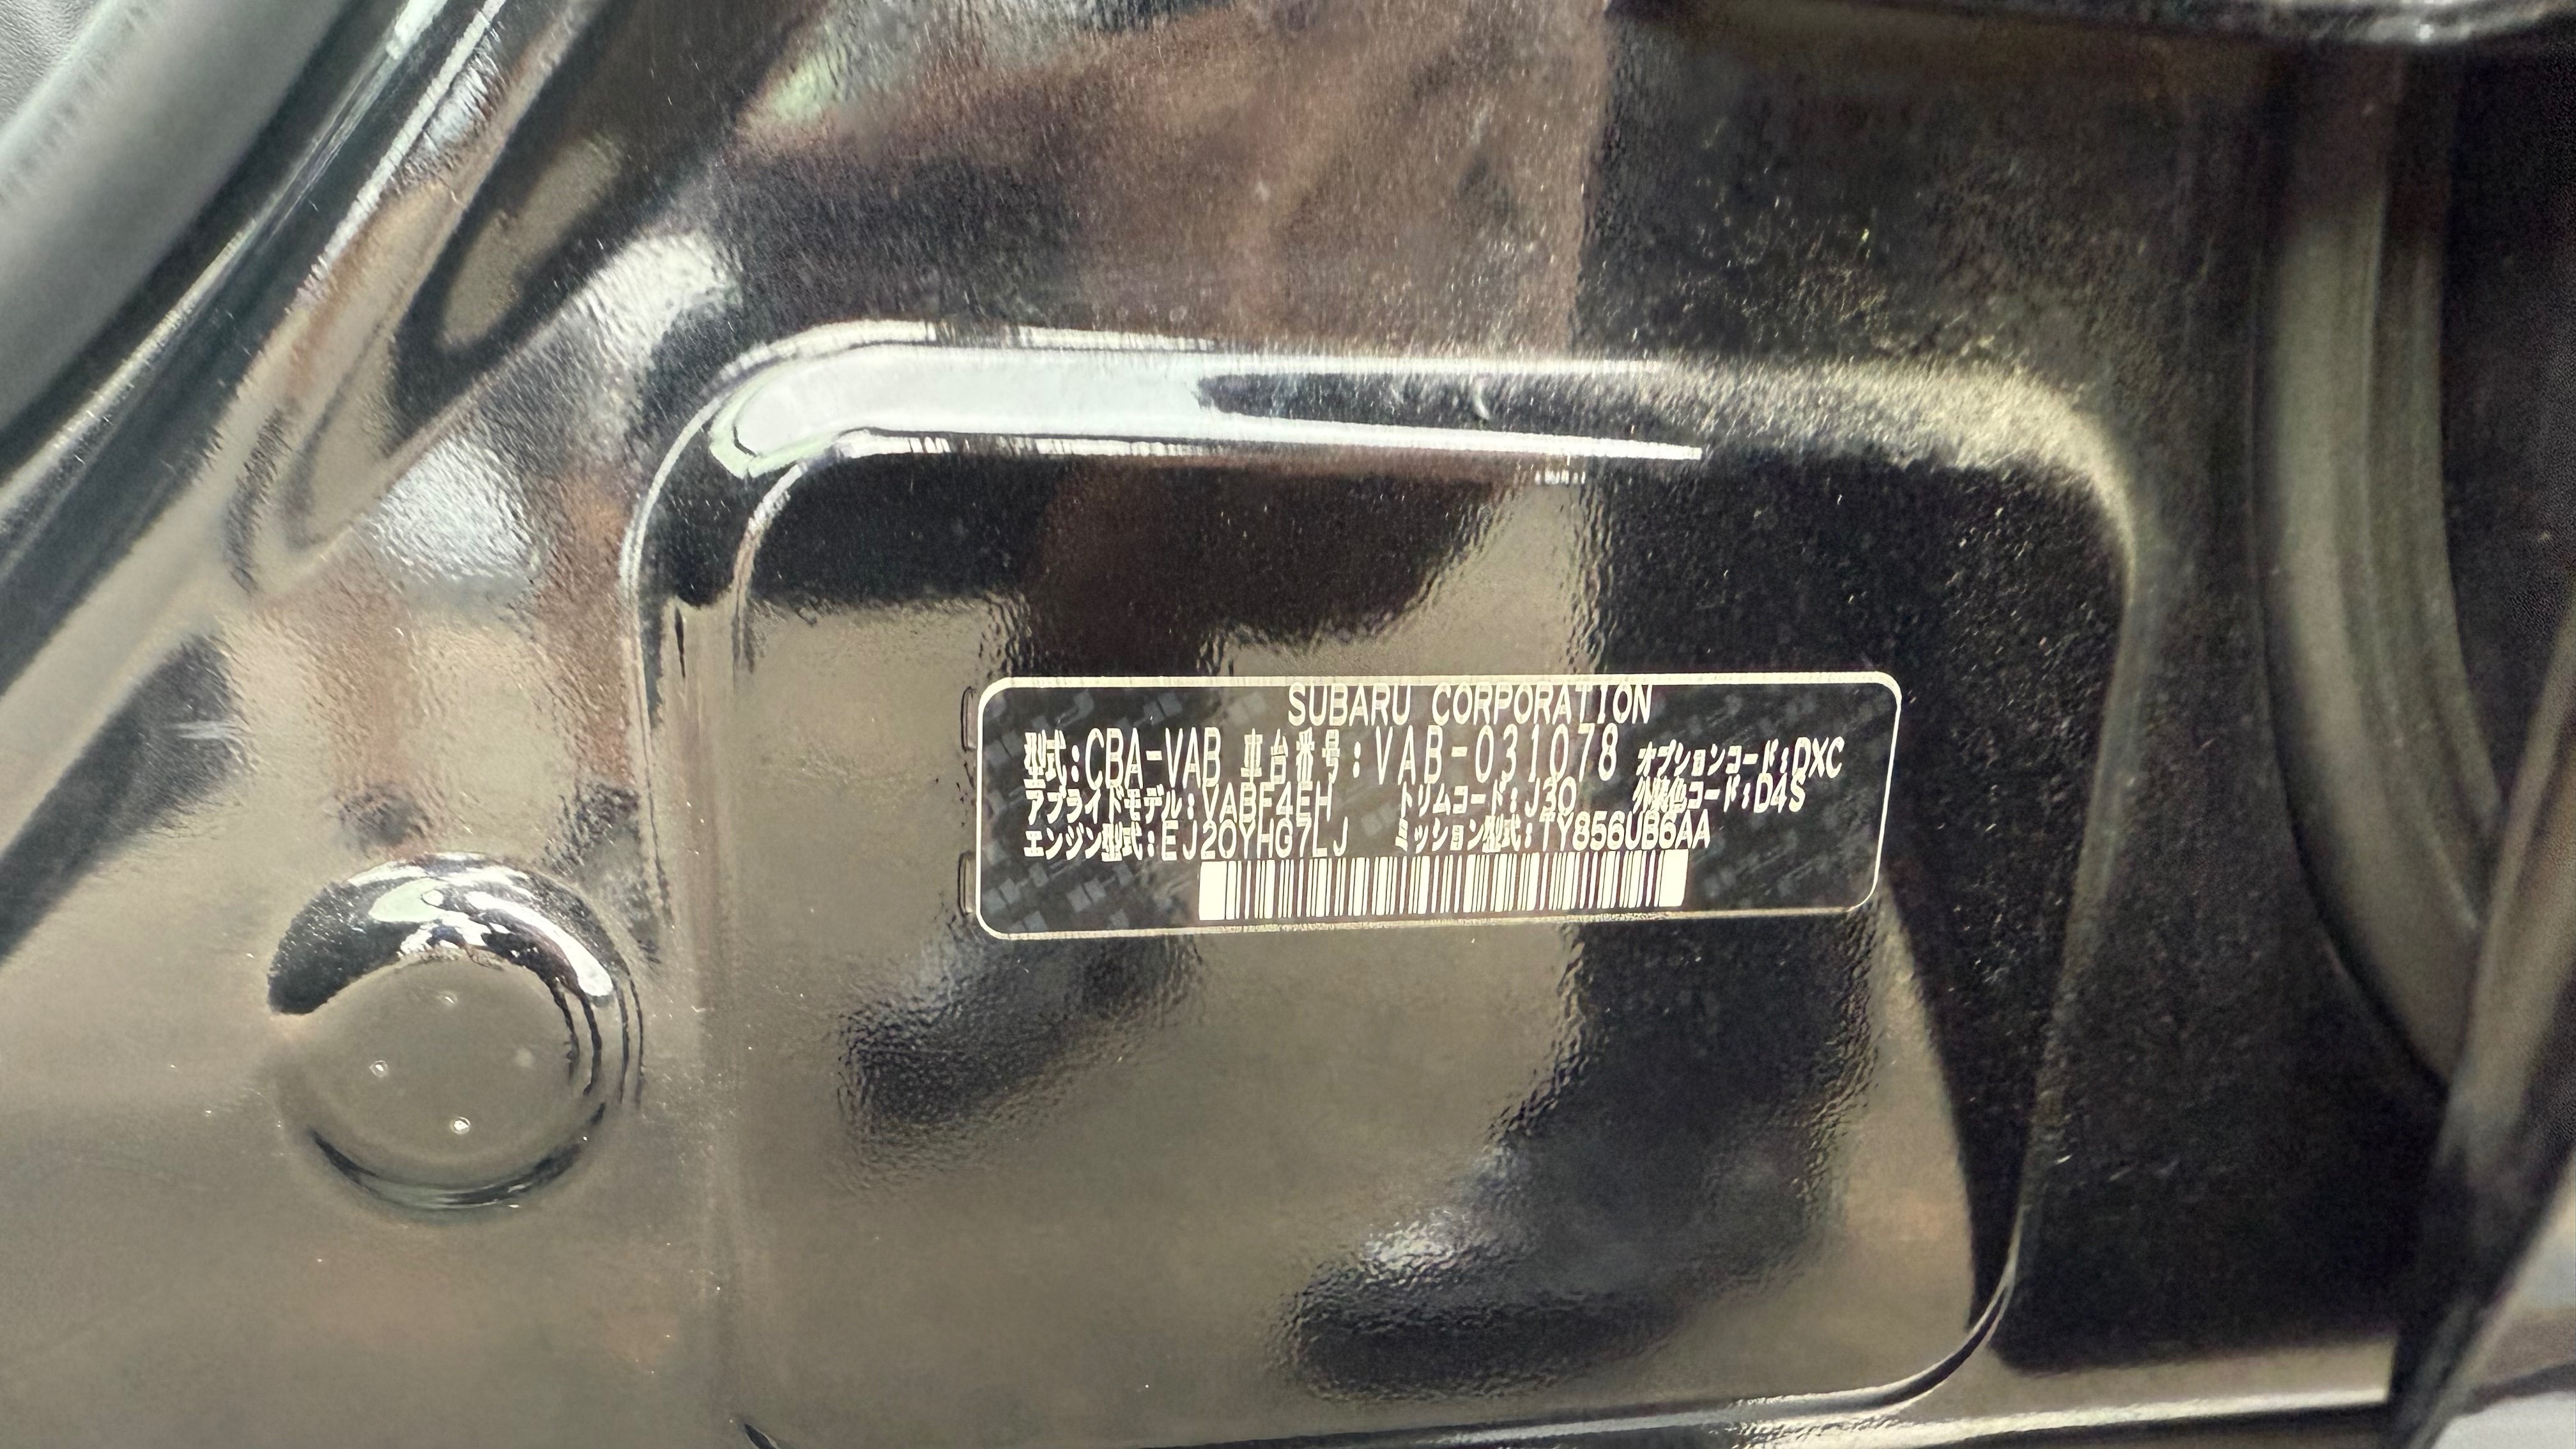 SUBARU CORPORATION
型式:CBA-VAB 車台番号:VAB-031078 オプションコード:DXC
アプライドモデル:VABF4EH トリムコード:J30 外装色コード:D4S
エンジン型式:EJ20YHG7LJ ミッション型式:TY856UB6AA